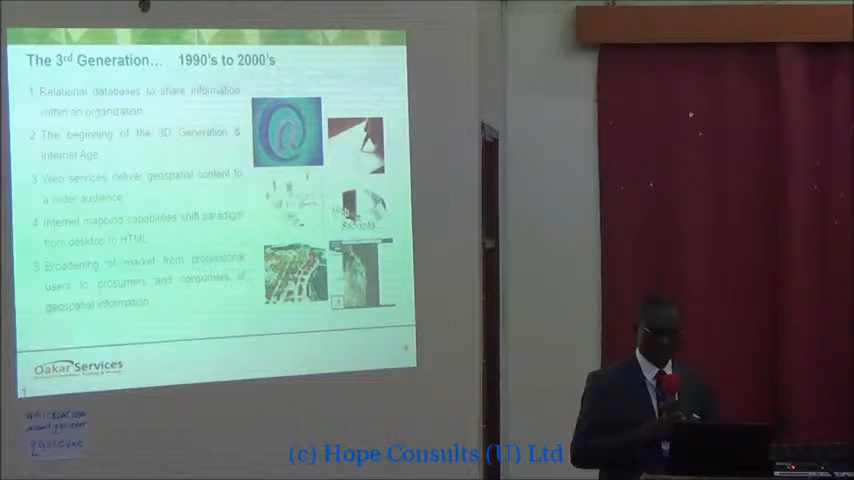 The 3rd Generation... 1990's to 2000's
1 Relational databases to share information
within an organization
2 The beginning of the 3D Generation &
Internet Age
3 Web services deliver geospatial content to
a wider audience
4 Internet mapping capabilities shift paradigm
from desktop to HTML
5 Broadening of market from professional
users to prosumers and consumers of
geospatial information
@
Web
Services
Oakar Services
(c) Hope Consults (U) Ltd